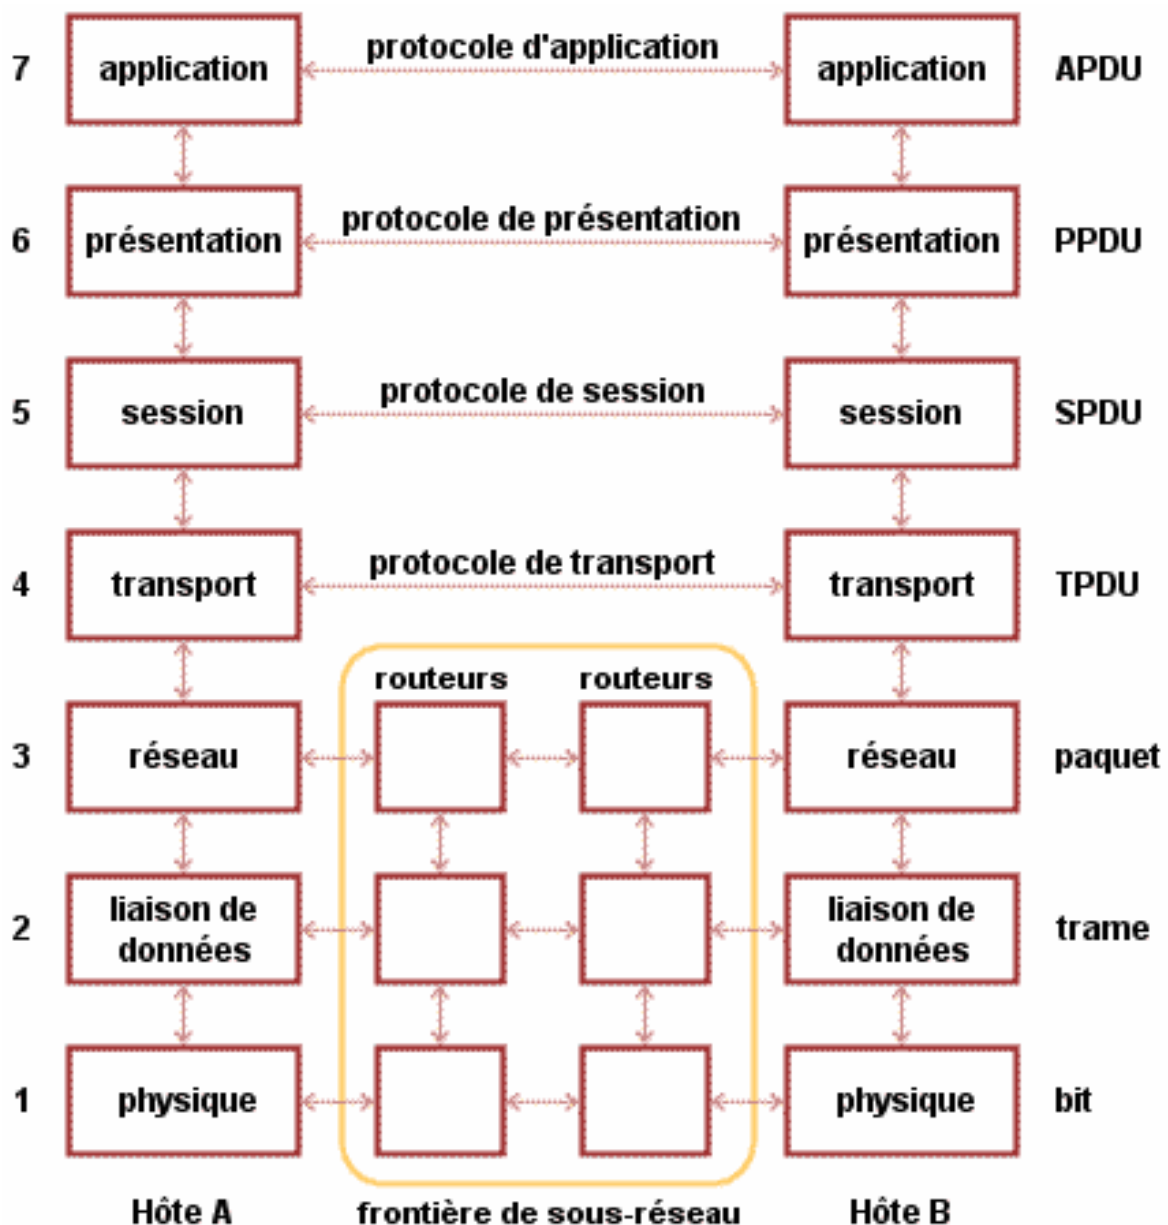 protocole d'application
7 application application APDU
protocole de présentation
6 présentation présentation PPDU
protocole de session
5 session session SPDU
protocole de transport
4 transport transport TPDU
routeurs routeurs
3 réseau réseau paquet
2 liaison de données liaison de données trame
1 physique physique bit
Hôte A frontière de sous-réseau Hôte B